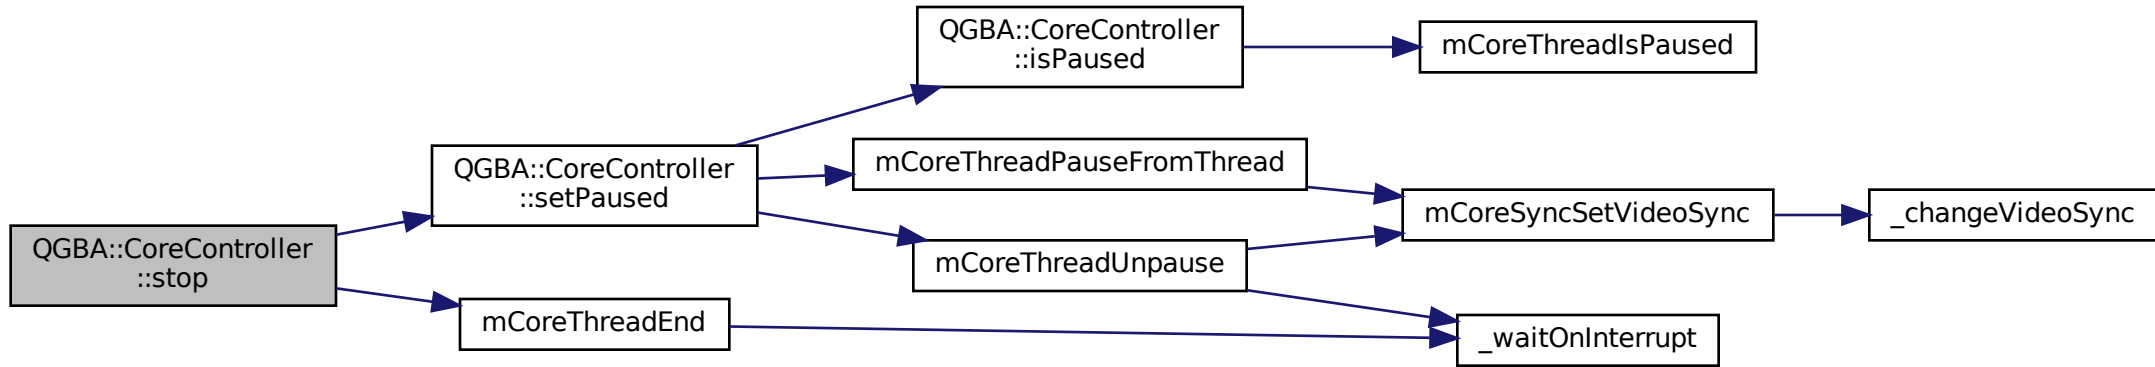 QGBA::CoreController
::stop
QGBA::CoreController
::setPaused
mCoreThreadEnd
QGBA::CoreController
::isPaused
mCoreThreadPauseFromThread
mCoreThreadUnpause
mCoreThreadIsPaused
mCoreSyncSetVideoSync
_waitOnInterrupt
_changeVideoSync